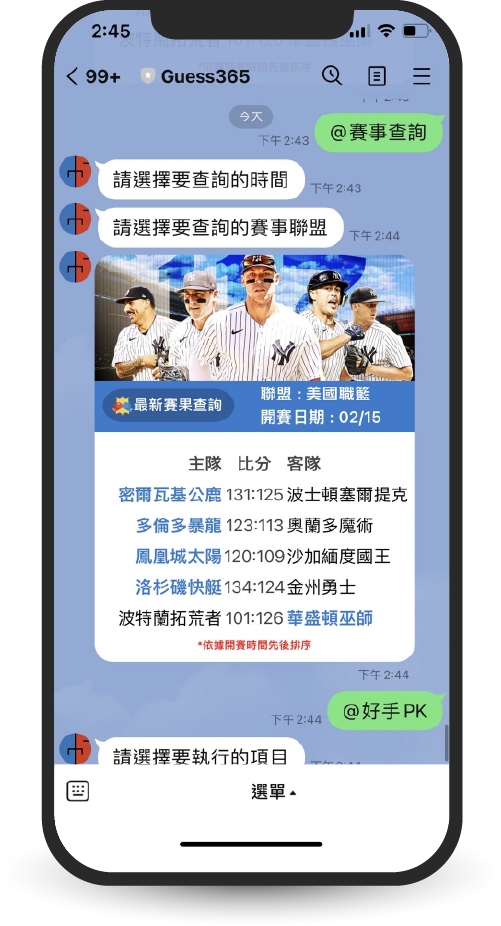 2:45
99+ Guess365
今天
下午2:43 @賽事查詢
請選擇要查詢的時間 下午2:43
請選擇要查詢的賽事聯盟 下午2:44
最新賽果查詢
聯盟：美國職籃
開賽日期：02/15
主隊 比分 客隊
密爾瓦基公鹿 131:125 波士頓塞爾提克
多倫多暴龍 123:113 奧蘭多魔術
鳳凰城太陽 120:109 沙加緬度國王
洛杉磯快艇 134:124 金州勇士
波特蘭拓荒者 101:126 華盛頓巫師
*依據開賽時間先後排序
下午2:44
下午2:44 @好手PK
請選擇要執行的項目
選單